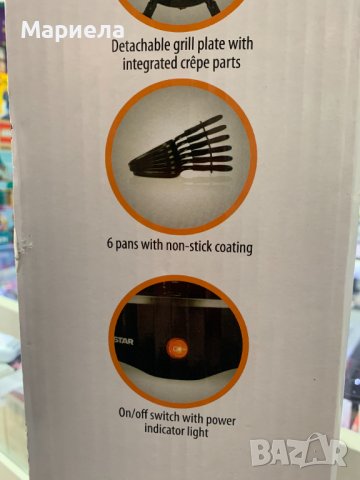 Мариела
Detachable grill plate with
integrated crêpe parts
6 pans with non-stick coating
STAR
On/off switch with power
indicator light
BAZAR